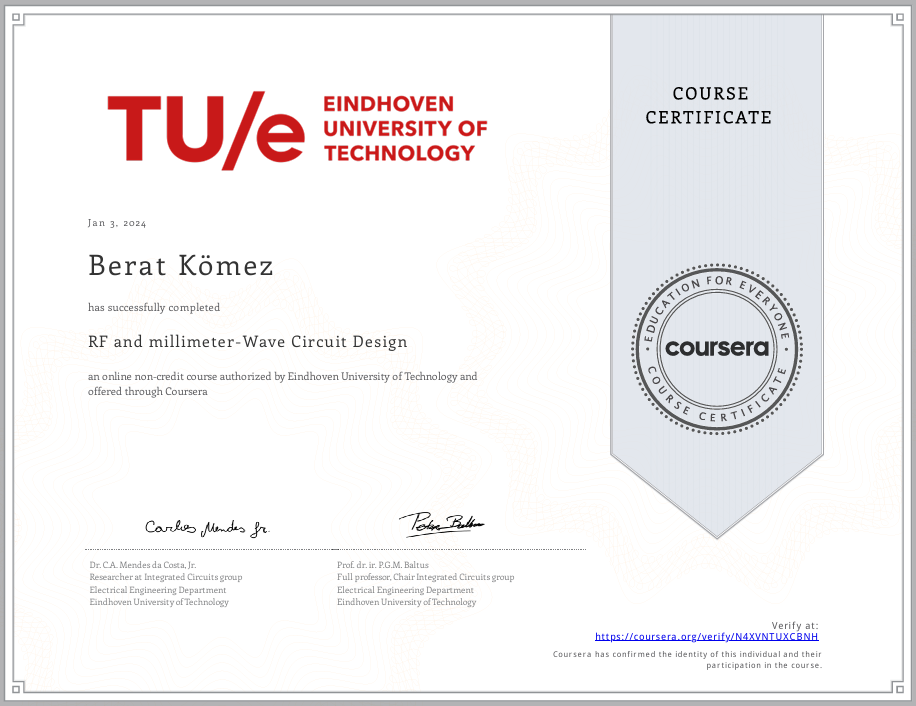 TU/e
EINDHOVEN
UNIVERSITY OF
TECHNOLOGY
COURSE
CERTIFICATE
Jan 3, 2024
Berat Kömez
has successfully completed
RF and millimeter-Wave Circuit Design
an online non-credit course authorized by Eindhoven University of Technology and
offered through Coursera
EDUCATION FOR EVERYONE
coursera
COURSE CERTIFICATE
Carlos Mendes Jr.
Peter Baltus
Dr. C.A. Mendes da Costa, Jr.
Researcher at Integrated Circuits group
Electrical Engineering Department
Eindhoven University of Technology
Prof. dr. ir. P.G.M. Baltus
Full professor, Chair Integrated Circuits group
Electrical Engineering Department
Eindhoven University of Technology
Verify at:
https://coursera.org/verify/N4XVNTUXCBNH
Coursera has confirmed the identity of this individual and their
participation in the course.